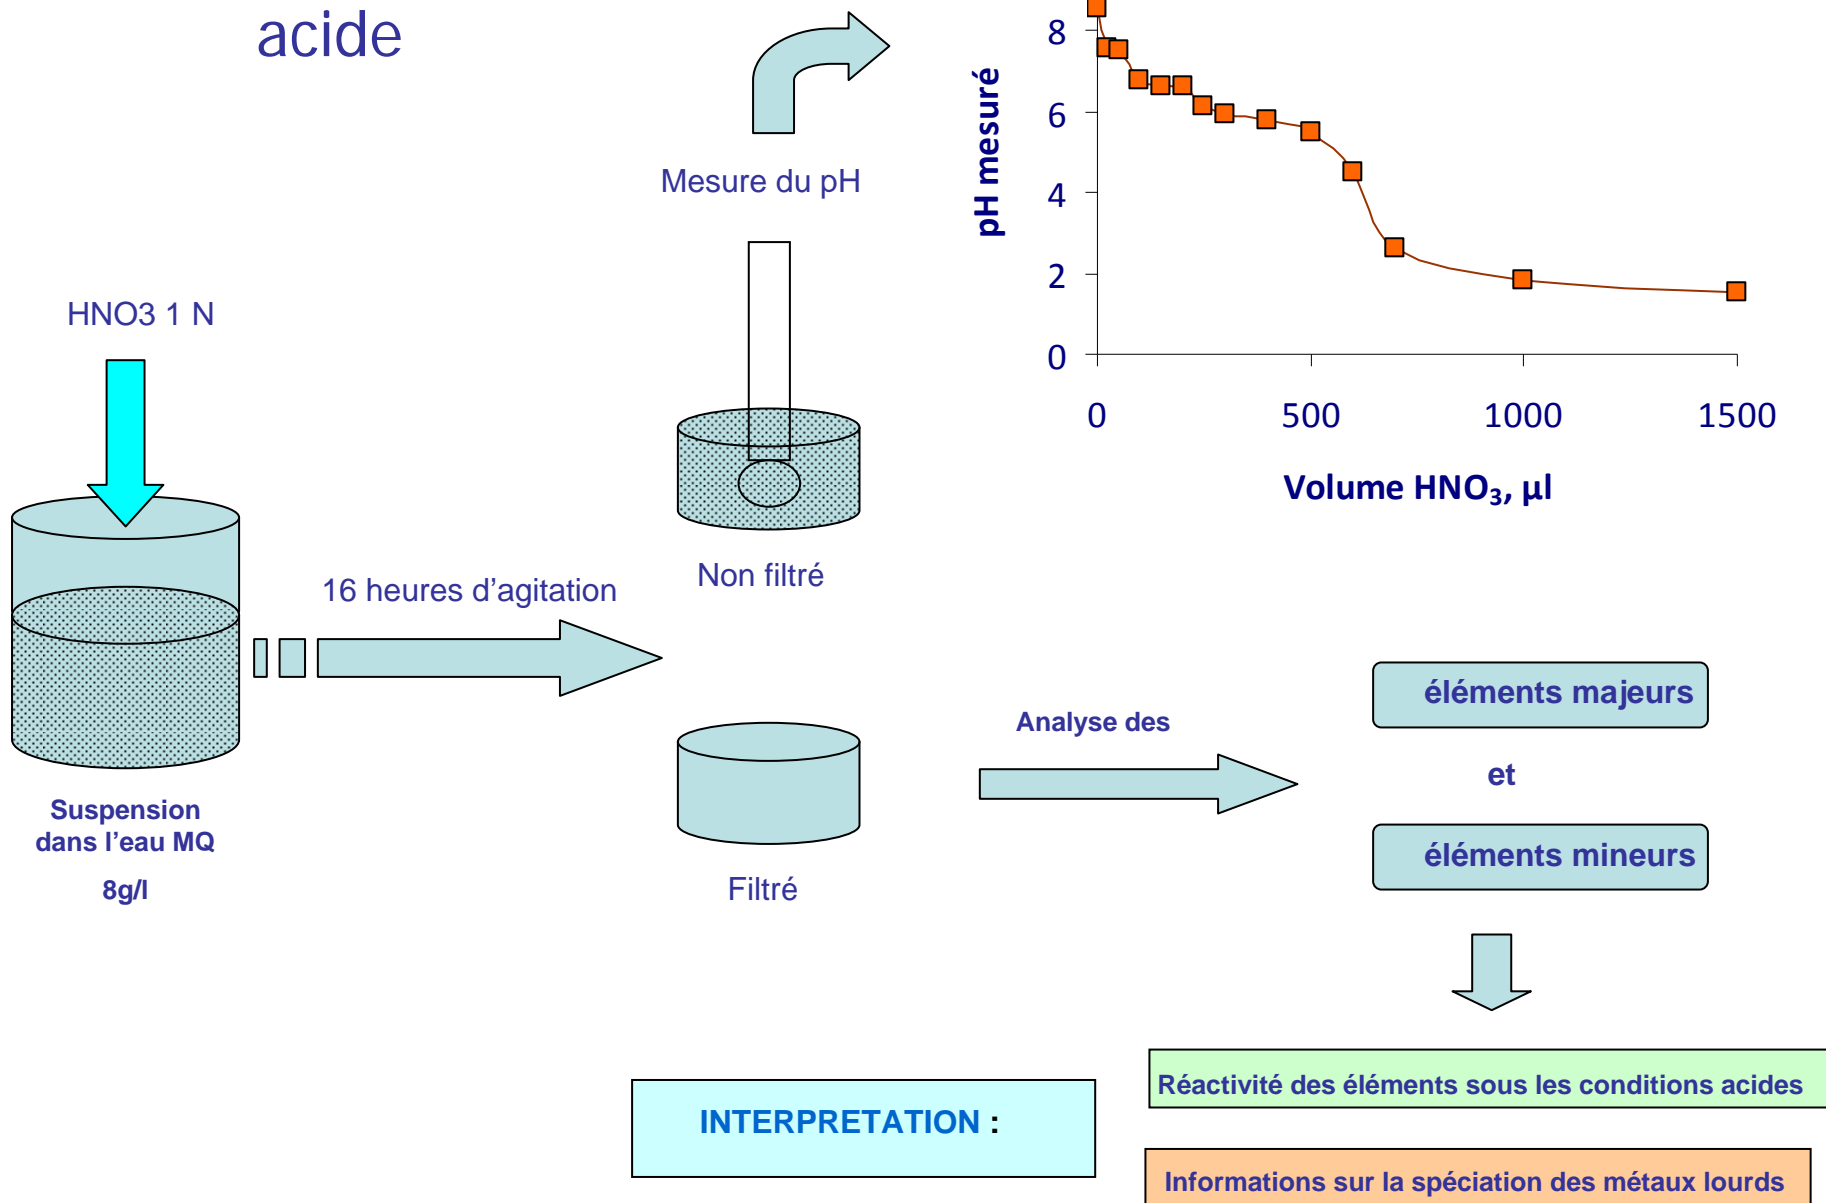 acide
Mesure du pH
HNO3 1 N
16 heures d'agitation
Non filtré
Filtré
Suspension
dans l'eau MQ
8g/l
pH mesuré
8
6
4
2
0
0 500 1000 1500
Volume HNO₃, µl
Analyse des
éléments majeurs
et
éléments mineurs
INTERPRETATION :
Réactivité des éléments sous les conditions acides
Informations sur la spéciation des métaux lourds